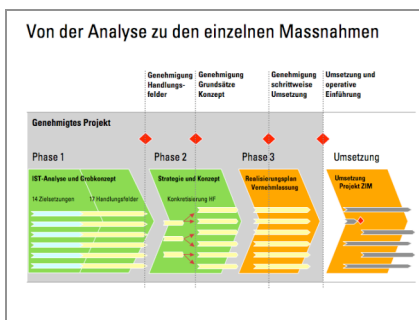 Von der Analyse zu den einzelnen Massnahmen
Genehmigung
Handlungs-
felder
Genehmigung
Grundsätze
Konzept
Genehmigung
schrittweise
Umsetzung
Umsetzung und
operative
Einführung
Genehmigtes Projekt
Phase 1
Phase 2
Phase 3
Umsetzung
IST-Analyse und Grobkonzept
14 Zielsetzungen
17 Handlungsfelder
Strategie und Konzept
Konkretisierung HF
Realisierungsplan
Vernehmlassung
Umsetzung
Projekt ZIM